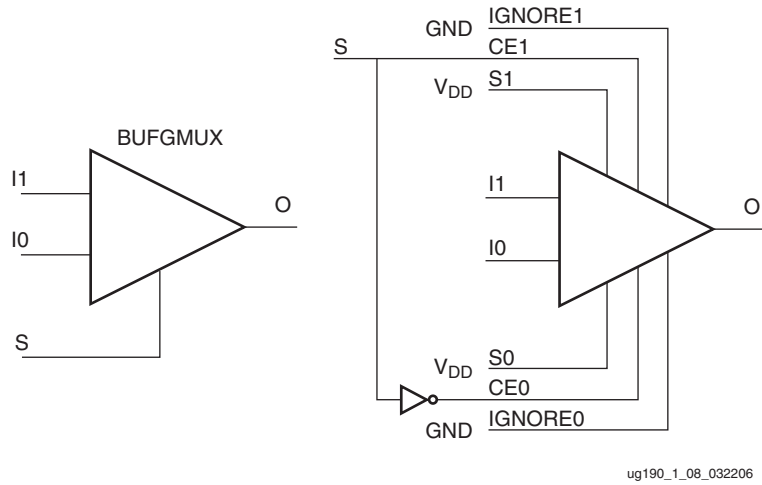 BUFGMUX
I1
I0
S
O
S
GND IGNORE1
CE1
VDD S1
I1
I0
O
VDD S0
CE0
GND IGNORE0
ug190_1_08_032206